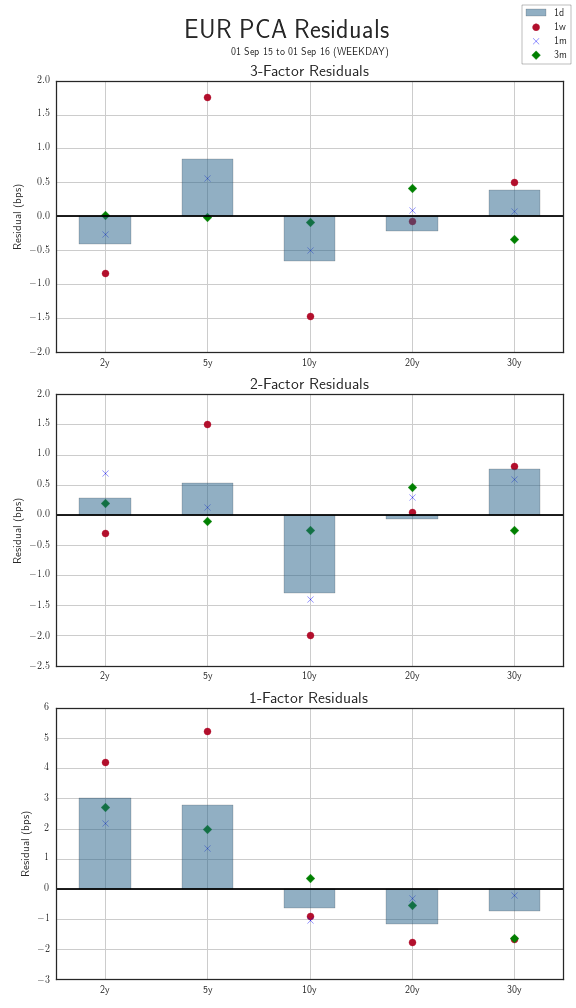 EUR PCA Residuals
01 Sep 15 to 01 Sep 16 (WEEKDAY)
1d
1w
1m
3m
3-Factor Residuals
Residual (bps)
2.0
1.5
1.0
0.5
0.0
−0.5
−1.0
−1.5
−2.0
2y 5y 10y 20y 30y
2-Factor Residuals
Residual (bps)
2.0
1.5
1.0
0.5
0.0
−0.5
−1.0
−1.5
−2.0
−2.5
2y 5y 10y 20y 30y
1-Factor Residuals
Residual (bps)
6
5
4
3
2
1
0
−1
−2
−3
2y 5y 10y 20y 30y